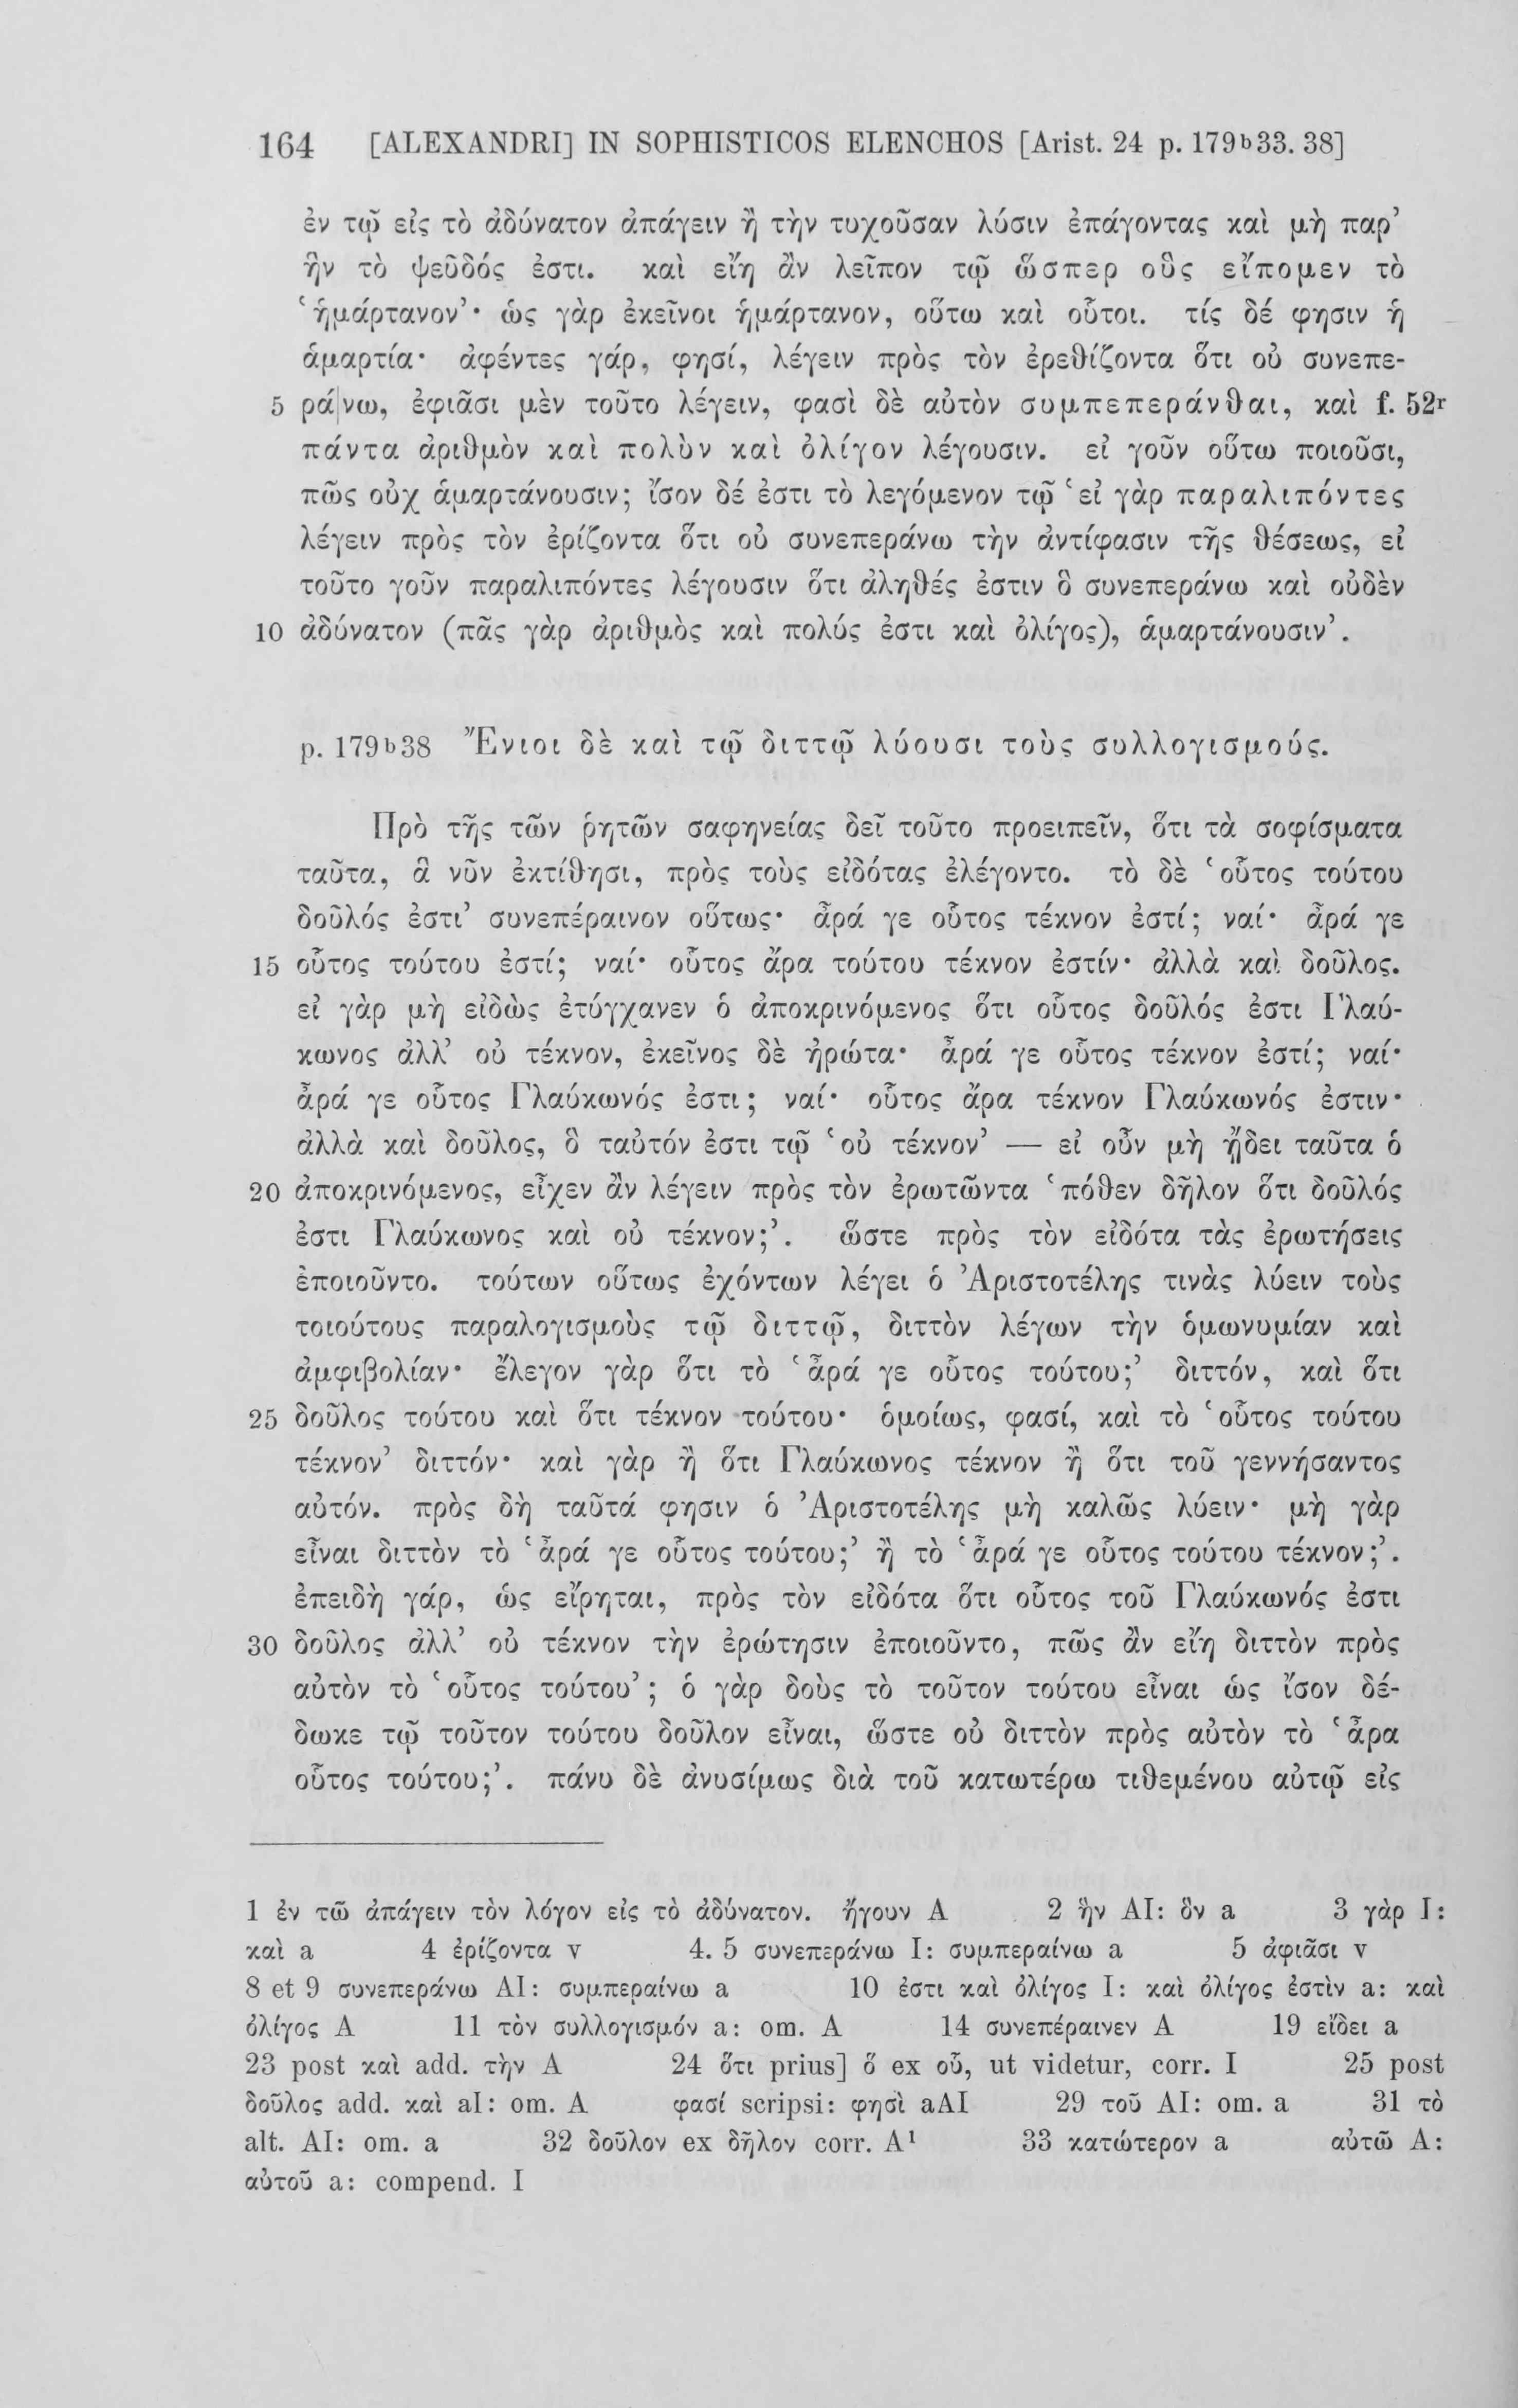 164 [ALEXANDRI] IN SOPHISTICOS ELENCHOS [Arist. 24 p. 179b33. 38]
ἐν τῷ εἰς τὸ ἀδύνατον ἀπάγειν ἢ τὴν τυχοῦσαν λύσιν ἐπάγοντας καὶ μὴ παρ’
ἣν τὸ ψεῦδός ἐστι. καὶ εἴη ἂν λεῖπον τῷ ὥσπερ οὓς εἴπομεν τὸ
‘ἡμάρτανον’· ὡς γὰρ ἐκεῖνοι ἡμάρτανον, οὕτω καὶ οὗτοι. τίς δέ φησιν ἡ
ἁμαρτία· ἀφέντες γάρ, φησί, λέγειν πρὸς τὸν ἐρεθίζοντα ὅτι οὐ συνεπε-
5 ρά|νω, ἐφιᾶσι μὲν τοῦτο λέγειν, φασὶ δὲ αὐτὸν συμπεπεράνθαι, καὶ f. 52r
πάντα ἀριθμὸν καὶ πολὺν καὶ ὀλίγον λέγουσιν. εἰ γοῦν οὕτω ποιοῦσι,
πῶς οὐχ ἁμαρτάνουσιν; ἴσον δέ ἐστι τὸ λεγόμενον τῷ ‘εἰ γὰρ παραλιπόντες
λέγειν πρὸς τὸν ἐρίζοντα ὅτι οὐ συνεπεράνω τὴν ἀντίφασιν τῆς θέσεως, εἰ
τοῦτο γοῦν παραλιπόντες λέγουσιν ὅτι ἀληθές ἐστιν ὃ συνεπεράνω καὶ οὐδὲν
10 ἀδύνατον (πᾶς γὰρ ἀριθμὸς καὶ πολύς ἐστι καὶ ὀλίγος), ἁμαρτάνουσιν’.
p. 179b38 Ἔνιοι δὲ καὶ τῷ διττῷ λύουσι τοὺς συλλογισμούς.
Πρὸ τῆς τῶν ῥητῶν σαφηνείας δεῖ τοῦτο προειπεῖν, ὅτι τὰ σοφίσματα
ταῦτα, ἃ νῦν ἐκτίθησι, πρὸς τοὺς εἰδότας ἐλέγοντο. τὸ δὲ ‘οὗτος τούτου
δοῦλός ἐστι’ συνεπέραινον οὕτως· ἆρά γε οὗτος τέκνον ἐστί; ναί· ἆρά γε
15 οὗτος τούτου ἐστί; ναί· οὗτος ἄρα τούτου τέκνον ἐστίν· ἀλλὰ καὶ δοῦλος.
εἰ γὰρ μὴ εἰδὼς ἐτύγχανεν ὁ ἀποκρινόμενος ὅτι οὗτος δοῦλός ἐστι Γλαύ-
κωνος ἀλλ’ οὐ τέκνον, ἐκεῖνος δὲ ἠρώτα· ἆρά γε οὗτος τέκνον ἐστί; ναί·
ἆρά γε οὗτος Γλαύκωνός ἐστι; ναί· οὗτος ἄρα τέκνον Γλαύκωνός ἐστιν·
ἀλλὰ καὶ δοῦλος, ὃ ταὐτόν ἐστι τῷ ‘οὐ τέκνον’ — εἰ οὖν μὴ ᾔδει ταῦτα ὁ
20 ἀποκρινόμενος, εἶχεν ἂν λέγειν πρὸς τὸν ἐρωτῶντα ‘πόθεν δῆλον ὅτι δοῦλός
ἐστι Γλαύκωνος καὶ οὐ τέκνον;’. ὥστε πρὸς τὸν εἰδότα τὰς ἐρωτήσεις
ἐποιοῦντο. τούτων οὕτως ἐχόντων λέγει ὁ Ἀριστοτέλης τινὰς λύειν τοὺς
τοιούτους παραλογισμοὺς τῷ διττῷ, διττὸν λέγων τὴν ὁμωνυμίαν καὶ
ἀμφιβολίαν· ἔλεγον γὰρ ὅτι τὸ ‘ἆρά γε οὗτος τούτου;’ διττόν, καὶ ὅτι
25 δοῦλος τούτου καὶ ὅτι τέκνον τούτου· ὁμοίως, φασί, καὶ τὸ ‘οὗτος τούτου
τέκνον’ διττόν· καὶ γὰρ ἢ ὅτι Γλαύκωνος τέκνον ἢ ὅτι τοῦ γεννήσαντος
αὐτόν. πρὸς δὴ ταῦτά φησιν ὁ Ἀριστοτέλης μὴ καλῶς λύειν· μὴ γὰρ
εἶναι διττὸν τὸ ‘ἆρά γε οὗτος τούτου;’ ἢ τὸ ‘ἆρά γε οὗτος τούτου τέκνον;’.
ἐπειδὴ γάρ, ὡς εἴρηται, πρὸς τὸν εἰδότα ὅτι οὗτος τοῦ Γλαύκωνός ἐστι
30 δοῦλος ἀλλ’ οὐ τέκνον τὴν ἐρώτησιν ἐποιοῦντο, πῶς ἂν εἴη διττὸν πρὸς
αὐτὸν τὸ ‘οὗτος τούτου’; ὁ γὰρ δοὺς τὸ τοῦτον τούτου εἶναι ὡς ἴσον δέ-
δωκε τῷ τοῦτον τούτου δοῦλον εἶναι, ὥστε οὐ διττὸν πρὸς αὐτὸν τὸ ‘ἆρα
οὗτος τούτου;’. πάνυ δὲ ἀνυσίμως διὰ τοῦ κατωτέρω τιθεμένου αὐτῷ εἰς
1 ἐν τῶ ἀπάγειν τὸν λόγον εἰς τὸ ἀδύνατον. ἤγουν A 2 ἣν AI: ὃν a 3 γὰρ I:
καὶ a 4 ἐρίζοντα v 4. 5 συνεπεράνω I: συμπεραίνω a 5 ἀφιᾶσι v
8 et 9 συνεπεράνω AI: συμπεραίνω a 10 ἐστι καὶ ὀλίγος I: καὶ ὀλίγος ἐστὶν a: καὶ
ὀλίγος A 11 τὸν συλλογισμόν a: om. A 14 συνεπέραινεν A 19 εἴδει a
23 post καὶ add. τὴν A 24 ὅτι prius] ὅ ex οὗ, ut videtur, corr. I 25 post
δοῦλος add. καὶ aI: om. A φασί scripsi: φησὶ aAI 29 τοῦ AI: om. a 31 τὸ
alt. AI: om. a 32 δοῦλον ex δῆλον corr. A¹ 33 κατώτερον a αὐτῶ A:
αὐτοῦ a: compend. I